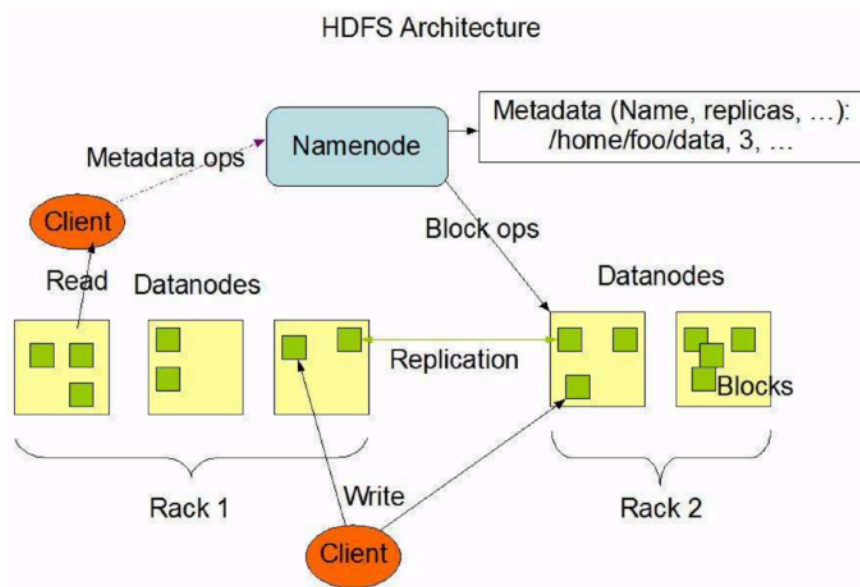 HDFS Architecture
Metadata (Name, replicas, …):
/home/foo/data, 3, …
Namenode
Metadata ops
Client
Block ops
Read
Datanodes
Datanodes
Replication
Blocks
Rack 1
Write
Rack 2
Client